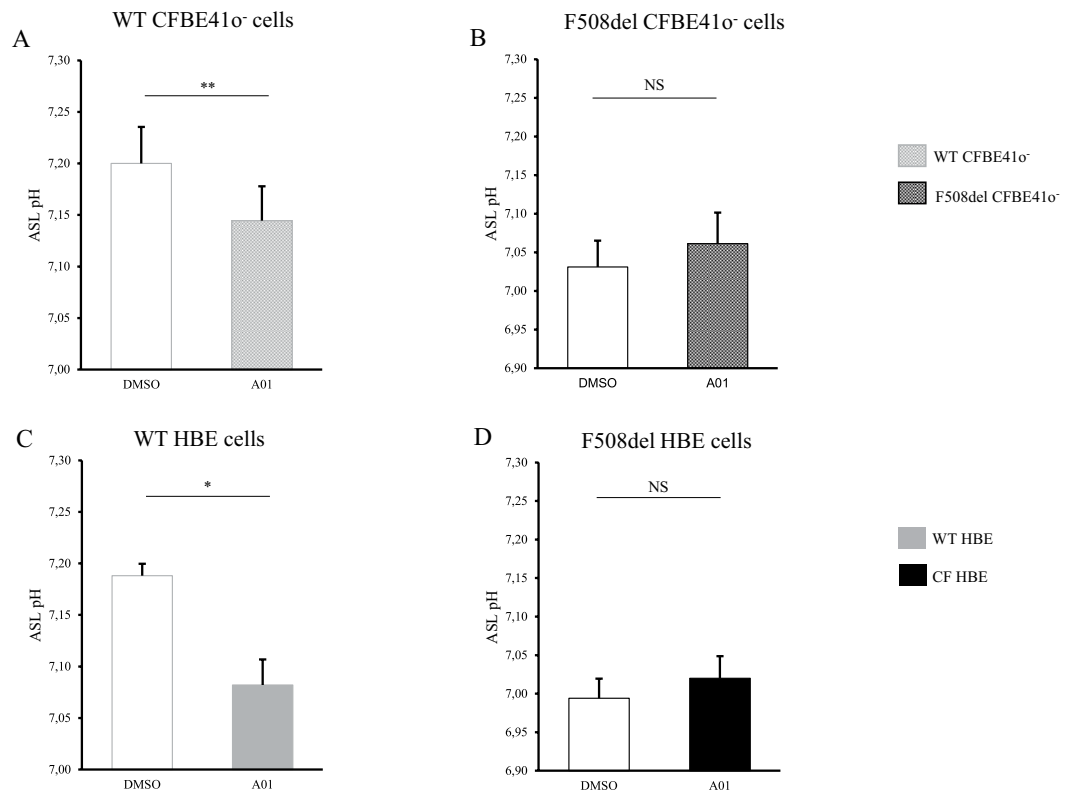 A
WT CFBE41o- cells
7,30
7,25
7,20
7,15
7,10
7,05
7,00
ASL pH
**
DMSO
A01
B
F508del CFBE41o- cells
7,30
7,25
7,20
7,15
7,10
7,05
7,00
6,95
6,90
ASL pH
NS
DMSO
A01
WT CFBE41o-
F508del CFBE41o-
C
WT HBE cells
7,30
7,25
7,20
7,15
7,10
7,05
7,00
ASL pH
*
DMSO
A01
D
F508del HBE cells
7,30
7,25
7,20
7,15
7,10
7,05
7,00
6,95
6,90
ASL pH
NS
DMSO
A01
WT HBE
CF HBE